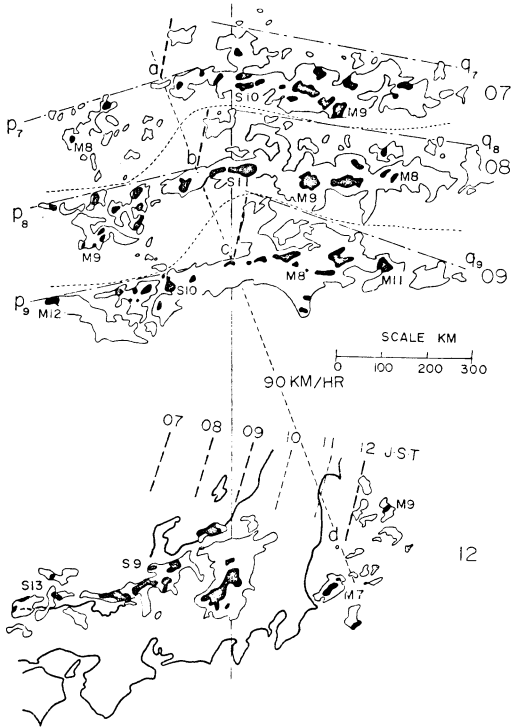 a
q7
07
S10
M9
p7
M8
q8
08
b
S11
M9
M8
p8
M9
c
q9
09
M8
M11
S10
p9
M12
SCALE KM
0 100 200 300
90 KM/HR
07
08
09
10
11
12 J·ST
M9
d
12
S9
S13
M7